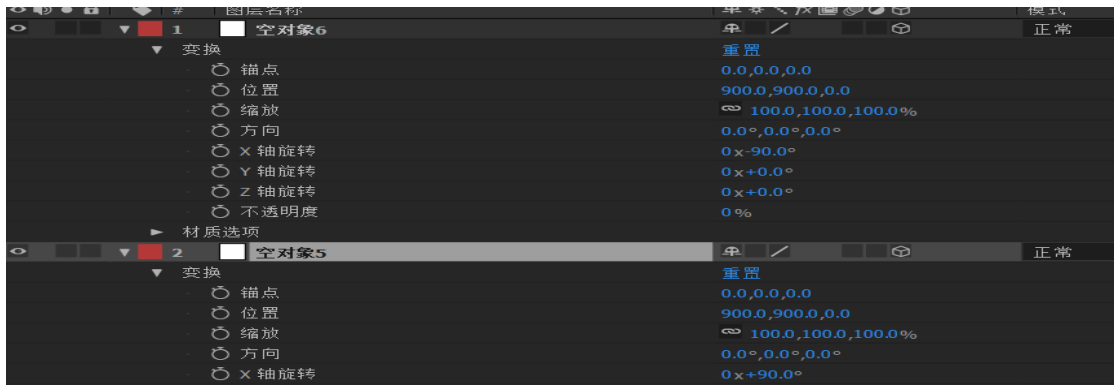 # 图层名称 模式
1 空对象6 正常
变换 重置
锚点 0.0,0.0,0.0
位置 900.0,900.0,0.0
缩放 100.0,100.0,100.0%
方向 0.0°,0.0°,0.0°
X 轴旋转 0x-90.0°
Y 轴旋转 0x+0.0°
Z 轴旋转 0x+0.0°
不透明度 0%
材质选项
2 空对象5 正常
变换 重置
锚点 0.0,0.0,0.0
位置 900.0,900.0,0.0
缩放 100.0,100.0,100.0%
方向 0.0°,0.0°,0.0°
X 轴旋转 0x+90.0°